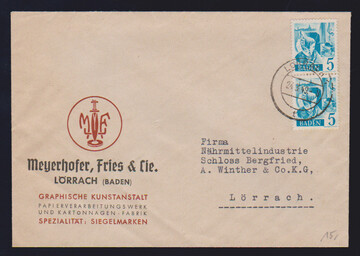 BADEN 5
BADEN 5
MFC
Meyerhofer, Fries & Cie.
LÖRRACH (BADEN)
GRAPHISCHE KUNSTANSTALT
PAPIERVERARBEITUNGSWERK
UND KARTONNAGEN-FABRIK
SPEZIALITÄT: SIEGELMARKEN
Firma
Nährmittelindustrie
Schloss Bergfried,
A. Winther & Co.K.G,
Lörrach.